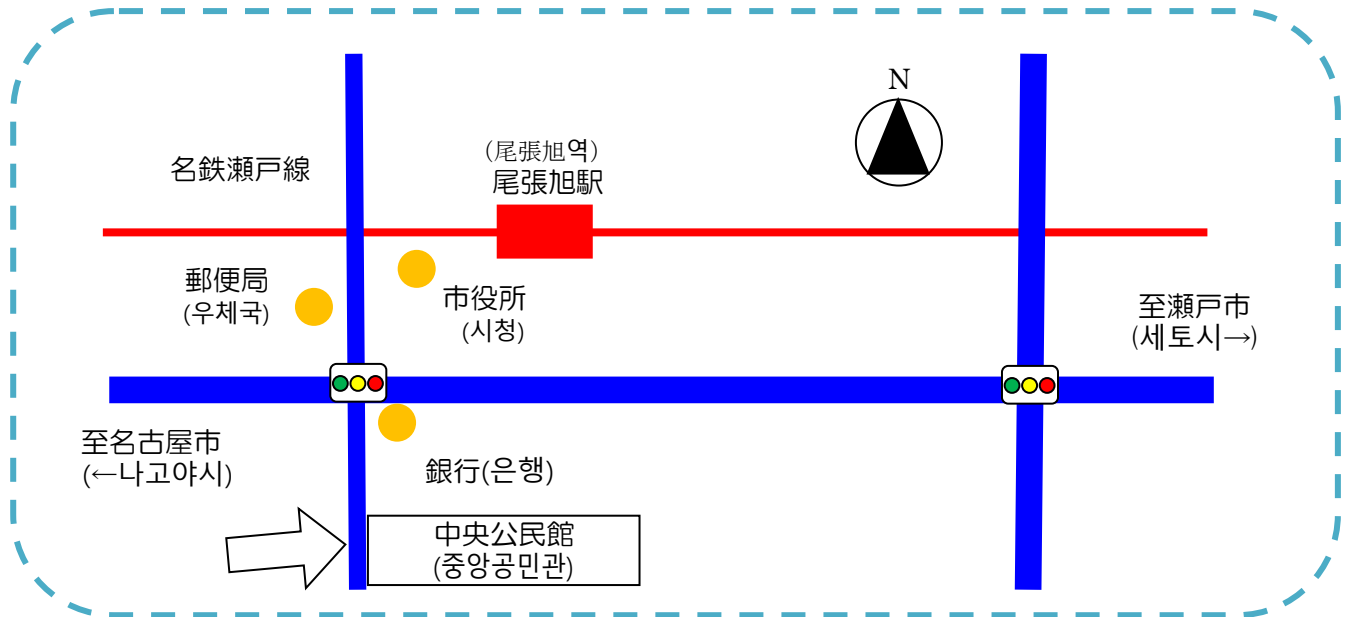 N
名鉄瀬戸線
(尾張旭역)
尾張旭駅
郵便局
(우체국)
市役所
(시청)
至瀬戸市
(세토시→)
至名古屋市
(←나고야시)
銀行(은행)
中央公民館
(중앙공민관)